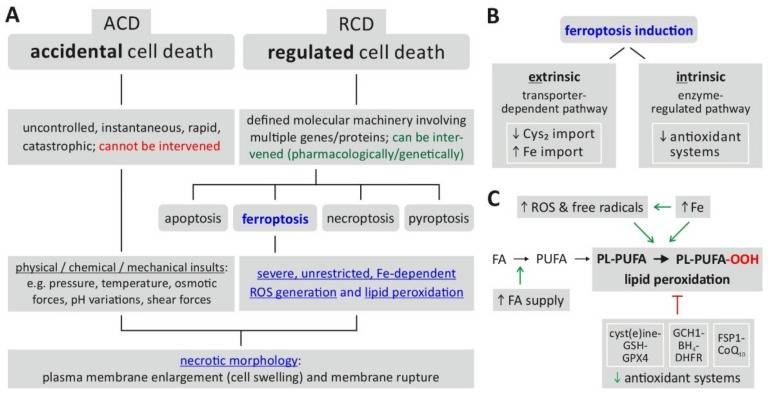 A
ACD
accidental cell death
RCD
regulated cell death
uncontrolled, instantaneous, rapid,
catastrophic; cannot be intervened
defined molecular machinery involving
multiple genes/proteins; can be inter-
vened (pharmacologically/genetically)
apoptosis
ferroptosis
necroptosis
pyroptosis
physical / chemical / mechanical insults:
e.g. pressure, temperature, osmotic
forces, pH variations, shear forces
severe, unrestricted, Fe-dependent
ROS generation and lipid peroxidation
necrotic morphology:
plasma membrane enlargement (cell swelling) and membrane rupture
B
ferroptosis induction
extrinsic
transporter-
dependent pathway
↓ Cys₂ import
↑ Fe import
intrinsic
enzyme-
regulated pathway
↓ antioxidant
systems
C
↑ ROS & free radicals ← ↑ Fe
FA → PUFA → PL-PUFA → PL-PUFA-OOH
lipid peroxidation
↑ FA supply
cyst(e)ine-
GSH-
GPX4
GCH1-
BH₄-
DHFR
FSP1-
CoQ₁₀
↓ antioxidant systems